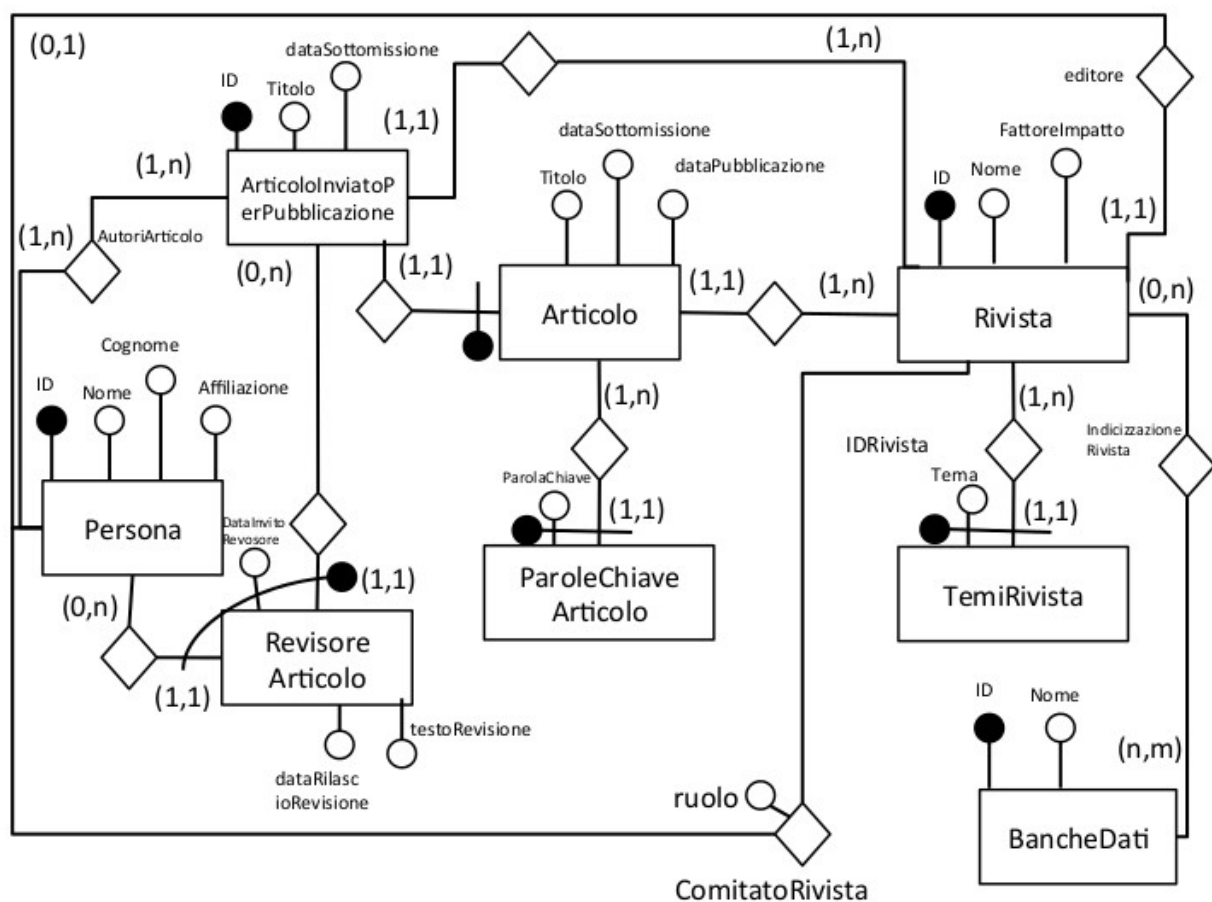 (0,1)
dataSottomissione
(1,n)
editore
ID
Titolo
(1,1)
dataSottomissione
FattoreImpatto
(1,n)
ArticoloInviatoP
erPubblicazione
Titolo
dataPubblicazione
ID
Nome
(1,1)
(1,n)
AutoriArticolo
(0,n)
(1,1)
Articolo
(1,1)
(1,n)
Rivista
(0,n)
Cognome
ID
Nome
Affiliazione
(1,n)
(1,n)
IDRivista
Indicizzazione
Rivista
ParolaChiave
Tema
Persona
DataInvito
Revosore
(1,1)
(1,1)
(1,1)
ParoleChiave
Articolo
TemiRivista
(0,n)
Revisore
Articolo
(1,1)
testoRevisione
dataRilasc
ioRevisione
ID
Nome
(n,m)
ruolo
BancheDati
ComitatoRivista